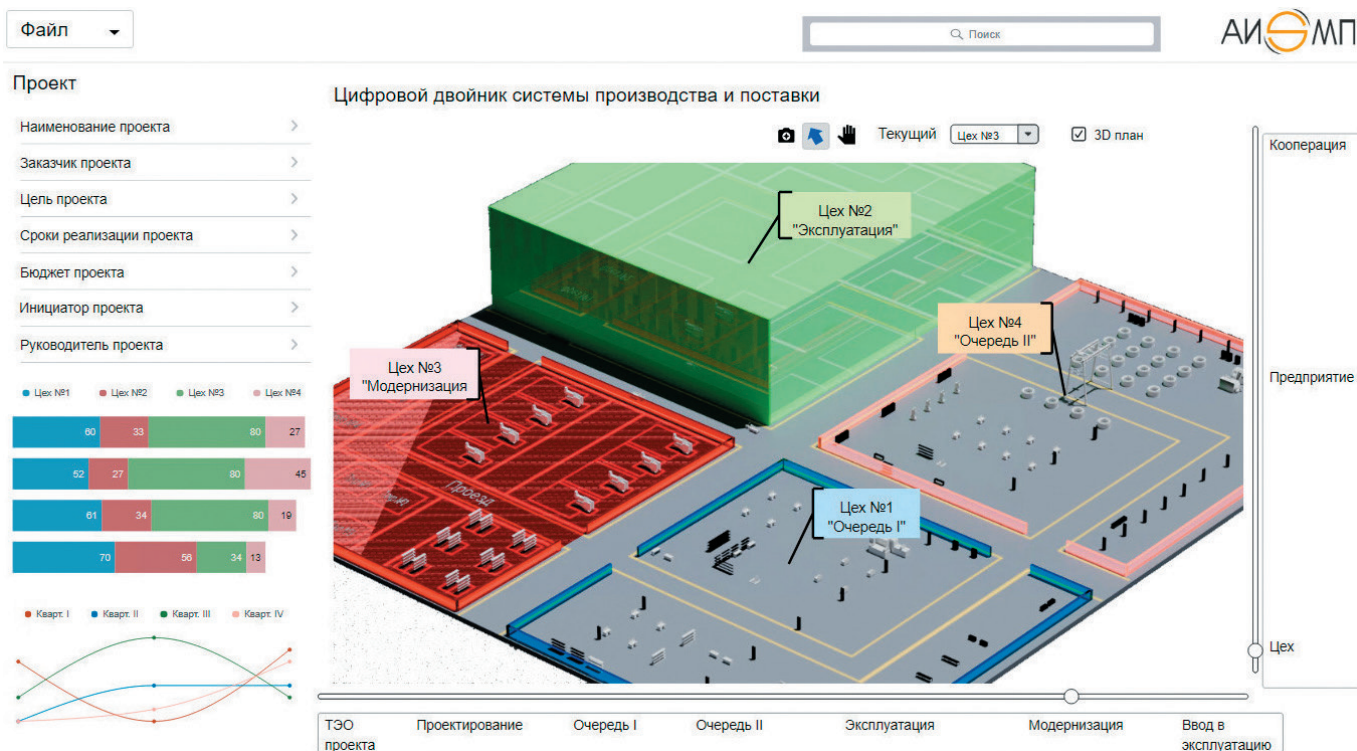 Файл
Поиск
АИ МП
Проект
Наименование проекта
Заказчик проекта
Цель проекта
Сроки реализации проекта
Бюджет проекта
Инициатор проекта
Руководитель проекта
Цех №1 Цех №2 Цех №3 Цех №4
60 33 80 27
52 27 80 45
61 34 80 19
70 56 34 13
Кварт. I Кварт. II Кварт. III Кварт. IV
Цифровой двойник системы производства и поставки
Текущий Цех №3 3D план
Цех №2
"Эксплуатация"
Цех №4
"Очередь II"
Цех №3
"Модернизация
Проезд
Цех №1
"Очередь I"
Кооперация
Предприятие
Цех
ТЭО Проектирование Очередь I Очередь II Эксплуатация Модернизация Ввод в
проекта эксплуатацию